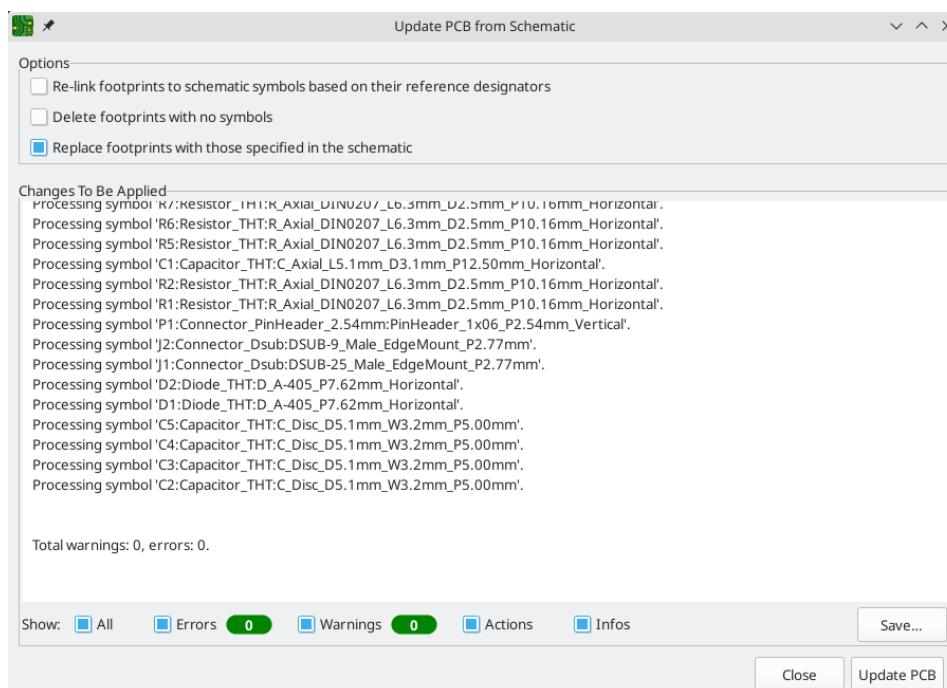 Update PCB from Schematic
Options
Re-link footprints to schematic symbols based on their reference designators
Delete footprints with no symbols
Replace footprints with those specified in the schematic
Changes To Be Applied
Processing symbol 'R7:Resistor_THT:R_Axial_DIN0207_L6.3mm_D2.5mm_P10.16mm_Horizontal'.
Processing symbol 'R6:Resistor_THT:R_Axial_DIN0207_L6.3mm_D2.5mm_P10.16mm_Horizontal'.
Processing symbol 'R5:Resistor_THT:R_Axial_DIN0207_L6.3mm_D2.5mm_P10.16mm_Horizontal'.
Processing symbol 'C1:Capacitor_THT:C_Axial_L5.1mm_D3.1mm_P12.50mm_Horizontal'.
Processing symbol 'R2:Resistor_THT:R_Axial_DIN0207_L6.3mm_D2.5mm_P10.16mm_Horizontal'.
Processing symbol 'R1:Resistor_THT:R_Axial_DIN0207_L6.3mm_D2.5mm_P10.16mm_Horizontal'.
Processing symbol 'P1:Connector_PinHeader_2.54mm:PinHeader_1x06_P2.54mm_Vertical'.
Processing symbol 'J2:Connector_Dsub:DSUB-9_Male_EdgeMount_P2.77mm'.
Processing symbol 'J1:Connector_Dsub:DSUB-25_Male_EdgeMount_P2.77mm'.
Processing symbol 'D2:Diode_THT:D_A-405_P7.62mm_Horizontal'.
Processing symbol 'D1:Diode_THT:D_A-405_P7.62mm_Horizontal'.
Processing symbol 'C5:Capacitor_THT:C_Disc_D5.1mm_W3.2mm_P5.00mm'.
Processing symbol 'C4:Capacitor_THT:C_Disc_D5.1mm_W3.2mm_P5.00mm'.
Processing symbol 'C3:Capacitor_THT:C_Disc_D5.1mm_W3.2mm_P5.00mm'.
Processing symbol 'C2:Capacitor_THT:C_Disc_D5.1mm_W3.2mm_P5.00mm'.
Total warnings: 0, errors: 0.
Show: All Errors 0 Warnings 0 Actions Infos Save...
Close Update PCB